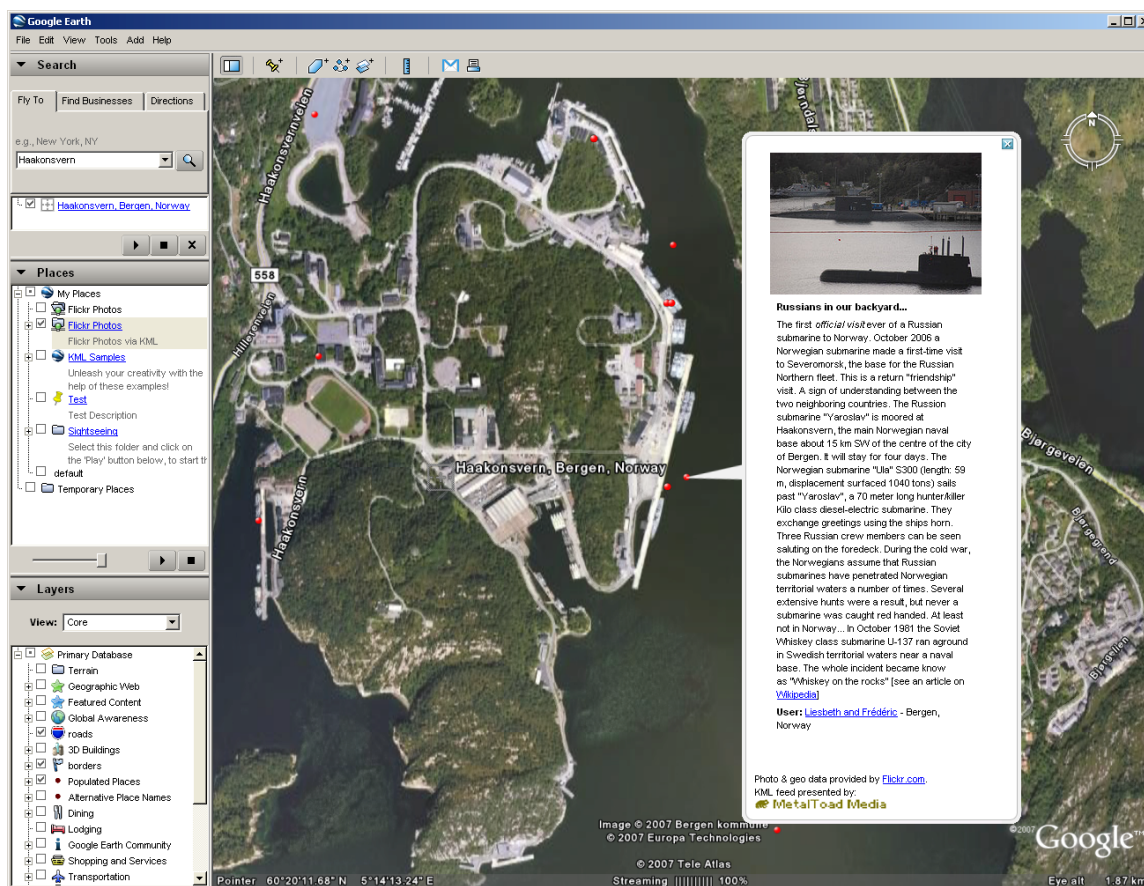 Google Earth
File Edit View Tools Add Help
Search
Fly To
Find Businesses
Directions
e.g., New York, NY
Haakonsvern
Haakonsvern, Bergen, Norway
Places
My Places
Flickr Photos
Flickr Photos
Flickr Photos via KML
KML Samples
Unleash your creativity with the
help of these examples!
Test
Test Description
Sightseeing
Select this folder and click on
the 'Play' button below, to start th
default
Temporary Places
Layers
View: Core
Primary Database
Terrain
Geographic Web
Featured Content
Global Awareness
roads
3D Buildings
borders
Populated Places
Alternative Place Names
Dining
Lodging
Google Earth Community
Shopping and Services
Transportation
Haakonsvernveien
Haakonsvern
558
Hilleren­veien
Haakonsvern, Bergen, Norway
Haakonsvern
Bjørndals
N
Russians in our backyard...
The first official visit ever of a Russian
submarine to Norway. October 2006 a
Norwegian submarine made a first-time visit
to Severomorsk, the base for the Russian
Northern fleet. This is a return "friendship"
visit. A sign of understanding between the
two neighboring countries. The Russion
submarine "Yaroslav" is moored at
Haakonsvern, the main Norwegian naval
base about 15 km SW of the centre of the city
of Bergen. It will stay for four days. The
Norwegian submarine "Ula" S300 (length: 59
m, displacement surfaced 1040 tons) sails
past "Yaroslav", a 70 meter long hunter/killer
Kilo class diesel-electric submarine. They
exchange greetings using the ships horn.
Three Russian crew members can be seen
saluting on the foredeck. During the cold war,
the Norwegians assume that Russian
submarines have penetrated Norwegian
territorial waters a number of times. Several
extensive hunts were a result, but never a
submarine was caught red handed. At least
not in Norway... In October 1981 the Soviet
Whiskey class submarine U-137 ran aground
in Swedish territorial waters near a naval
base. The whole incident became know
as "Whiskey on the rocks" [see an article on
Wikipedia]
User: Liesbeth and Frédéric - Bergen,
Norway
Photo & geo data provided by Flickr.com.
KML feed presented by:
MetalToad Media
Bjørgeveien
Bjørgegrend
Bjørgelien
Image © 2007 Bergen kommune
© 2007 Europa Technologies
© 2007 Tele Atlas
©2007 Google™
Pointer 60°20'11.68" N 5°14'13.24" E
Streaming |||||||||| 100%
Eye alt 1.87 km